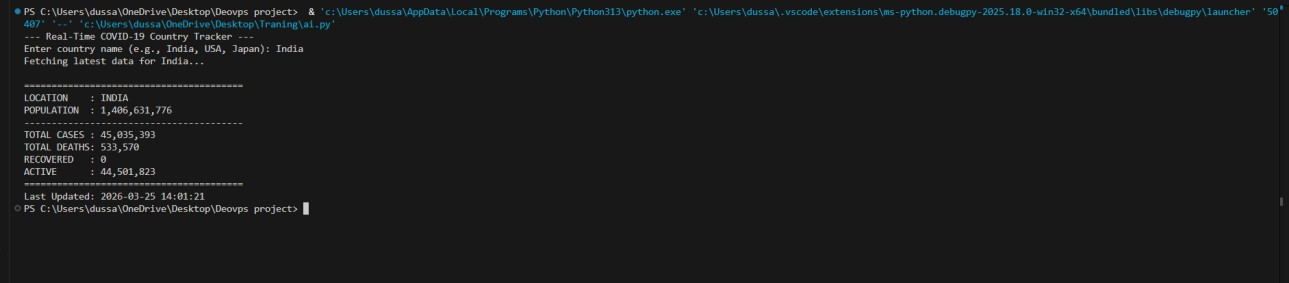 PS C:\Users\dussa\OneDrive\Desktop\Deovps project>  & 'c:\Users\dussa\AppData\Local\Programs\Python\Python313\python.exe' 'c:\Users\dussa\.vscode\extensions\ms-python.debugpy-2025.18.0-win32-x64\bundled\libs\debugpy\launcher' '50
407' '--' 'c:\Users\dussa\OneDrive\Desktop\Traning\ai.py'
--- Real-Time COVID-19 Country Tracker ---
Enter country name (e.g., India, USA, Japan): India
Fetching latest data for India...
========================================
LOCATION   : INDIA
POPULATION : 1,406,631,776
----------------------------------------
TOTAL CASES : 45,035,393
TOTAL DEATHS: 533,570
RECOVERED   : 0
ACTIVE      : 44,501,823
========================================
Last Updated: 2026-03-25 14:01:21
PS C:\Users\dussa\OneDrive\Desktop\Deovps project>